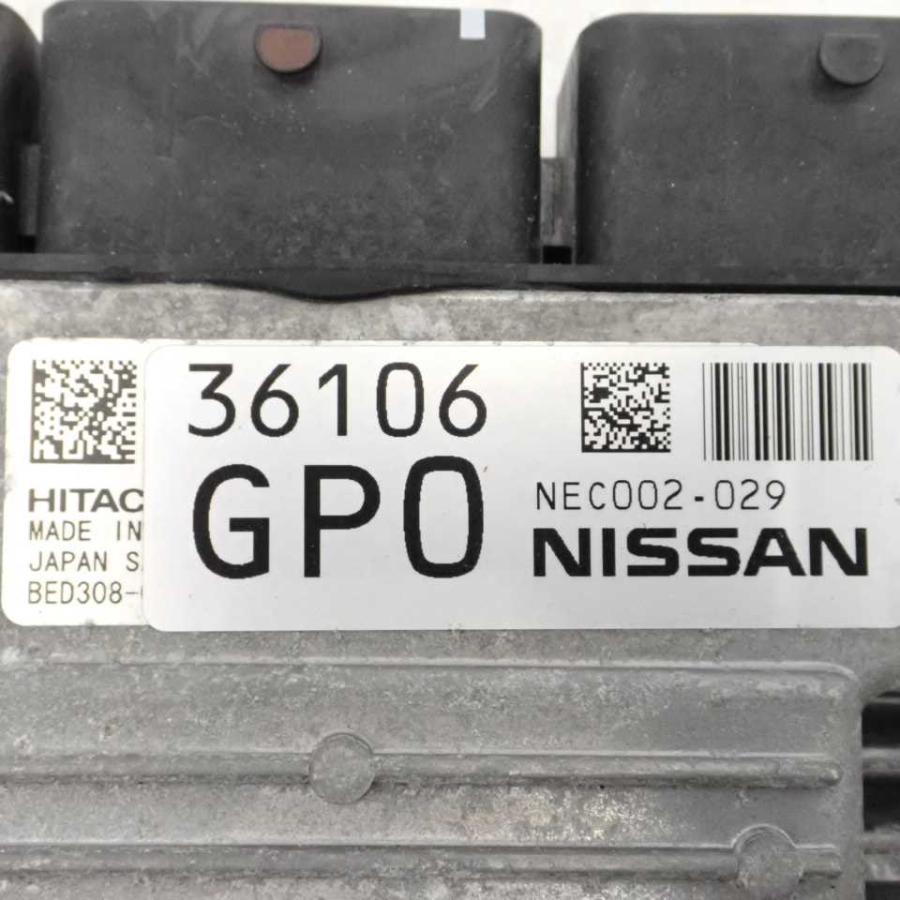 36106
GP0
NEC002-029
NISSAN
HITAC
MADE IN
JAPAN S
BED308-